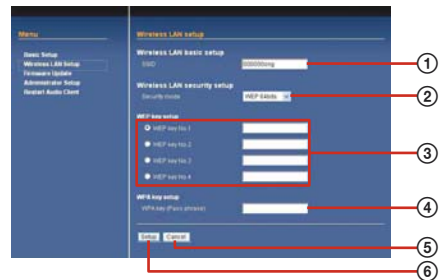 Menu
Basic Setup
Wireless LAN Setup
Firmware Update
Administrator Setup
Restart Audio Client
Wireless LAN setup
Wireless LAN basic setup
SSID
Wireless LAN security setup
Security mode
WEP 64bits
WEP key setup
WEP key No.1
WEP key No.2
WEP key No.3
WEP key No.4
WPA key setup
WPA key (Pass phrase)
Setup
Cancel
①
②
③
④
⑤
⑥